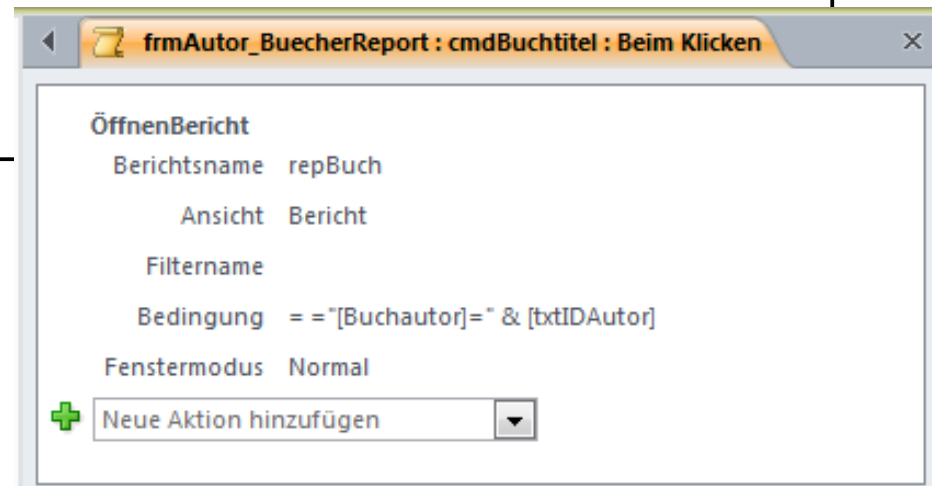 frmAutor_BuecherReport : cmdBuchtitel : Beim Klicken
ÖffnenBericht
Berichtsname repBuch
Ansicht Bericht
Filtername
Bedingung = ="[Buchautor]=" & [txtIDAutor]
Fenstermodus Normal
Neue Aktion hinzufügen